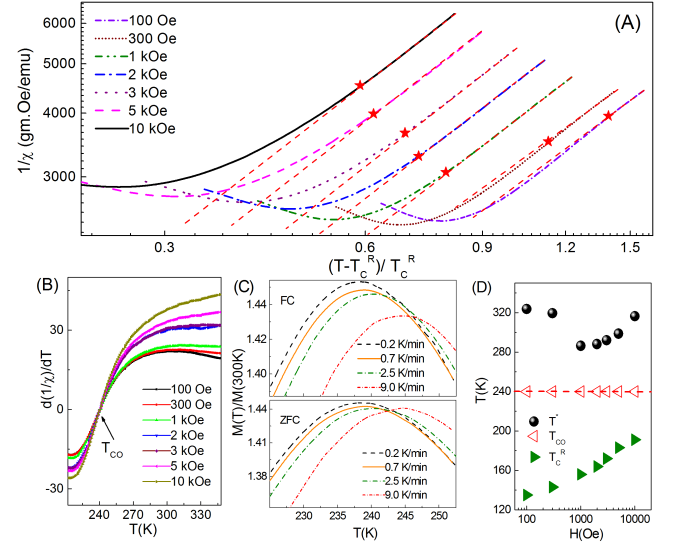 (A)
1/χ (gm.Oe/emu)
6000
5000
4000
3000
100 Oe
300 Oe
1 kOe
2 kOe
3 kOe
5 kOe
10 kOe
0.3 0.6 0.9 1.2 1.5
(T-T_C^R)/ T_C^R
(B)
d(1/χ)/dT
60
30
0
-30
T_CO
100 Oe
300 Oe
1 kOe
2 kOe
3 kOe
5 kOe
10 kOe
240 270 300 330
T(K)
(C)
M(T)/M(300K)
FC
1.44
1.42
1.40
0.2 K/min
0.7 K/min
2.5 K/min
9.0 K/min
ZFC
1.44
1.41
1.38
0.2 K/min
0.7 K/min
2.5 K/min
9.0 K/min
230 235 240 245 250
T(K)
(D)
T(K)
360
320
280
240
200
160
120
T*
T_CO
T_C^R
100 1000 10000
H(Oe)